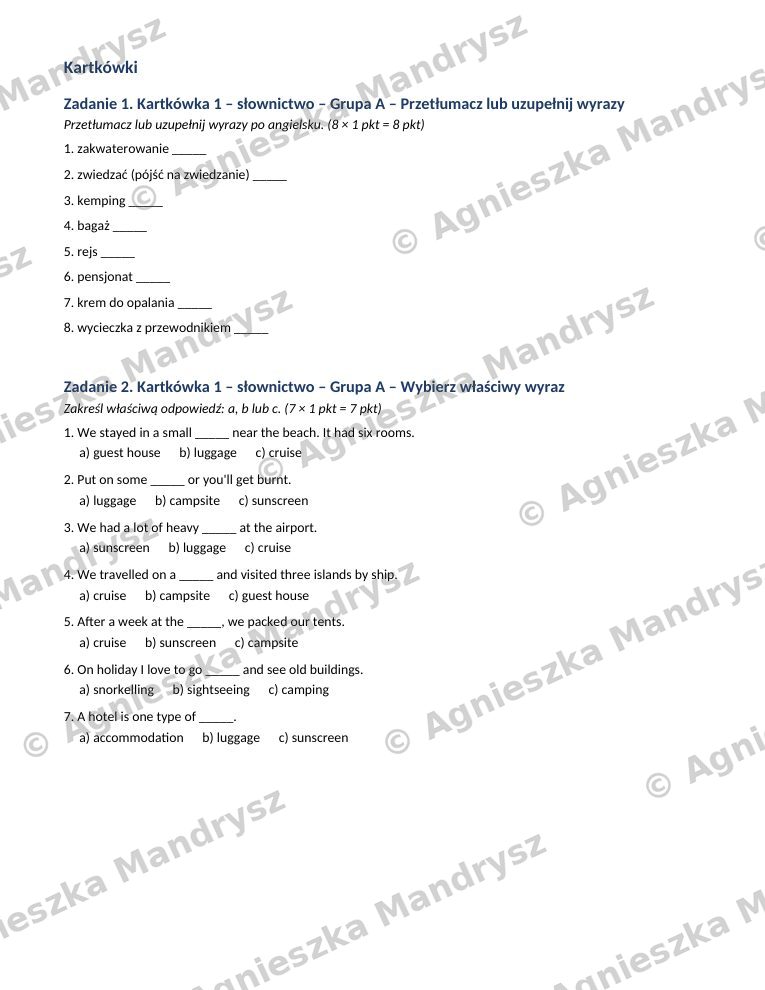 Kartkówki
Zadanie 1. Kartkówka 1 – słownictwo – Grupa A – Przetłumacz lub uzupełnij wyrazy
Przetłumacz lub uzupełnij wyrazy po angielsku. (8 × 1 pkt = 8 pkt)
1. zakwaterowanie _____
2. zwiedzać (pójść na zwiedzanie) _____
3. kemping _____
4. bagaż _____
5. rejs _____
6. pensjonat _____
7. krem do opalania _____
8. wycieczka z przewodnikiem _____
Zadanie 2. Kartkówka 1 – słownictwo – Grupa A – Wybierz właściwy wyraz
Zakreśl właściwą odpowiedź: a, b lub c. (7 × 1 pkt = 7 pkt)
1. We stayed in a small _____ near the beach. It had six rooms.
a) guest house b) luggage c) cruise
2. Put on some _____ or you'll get burnt.
a) luggage b) campsite c) sunscreen
3. We had a lot of heavy _____ at the airport.
a) sunscreen b) luggage c) cruise
4. We travelled on a _____ and visited three islands by ship.
a) cruise b) campsite c) guest house
5. After a week at the _____, we packed our tents.
a) cruise b) sunscreen c) campsite
6. On holiday I love to go _____ and see old buildings.
a) snorkelling b) sightseeing c) camping
7. A hotel is one type of _____.
a) accommodation b) luggage c) sunscreen
© Agnieszka Mandrysz